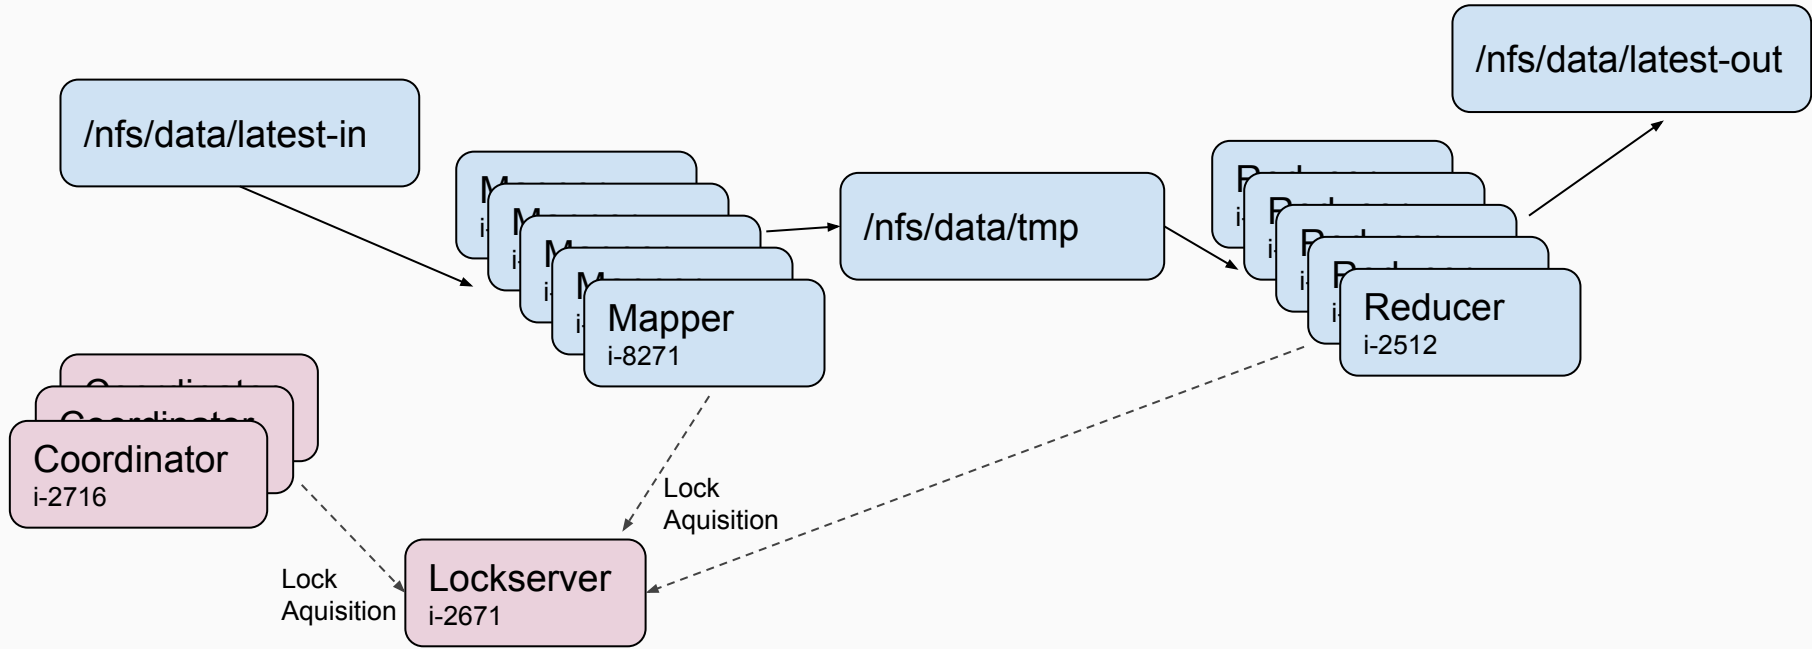 /nfs/data/latest-out
/nfs/data/latest-in
/nfs/data/tmp
Mapper
i-8271
Reducer
i-2512
Coordinator
i-2716
Lock
Aquisition
Lock
Aquisition
Lockserver
i-2671